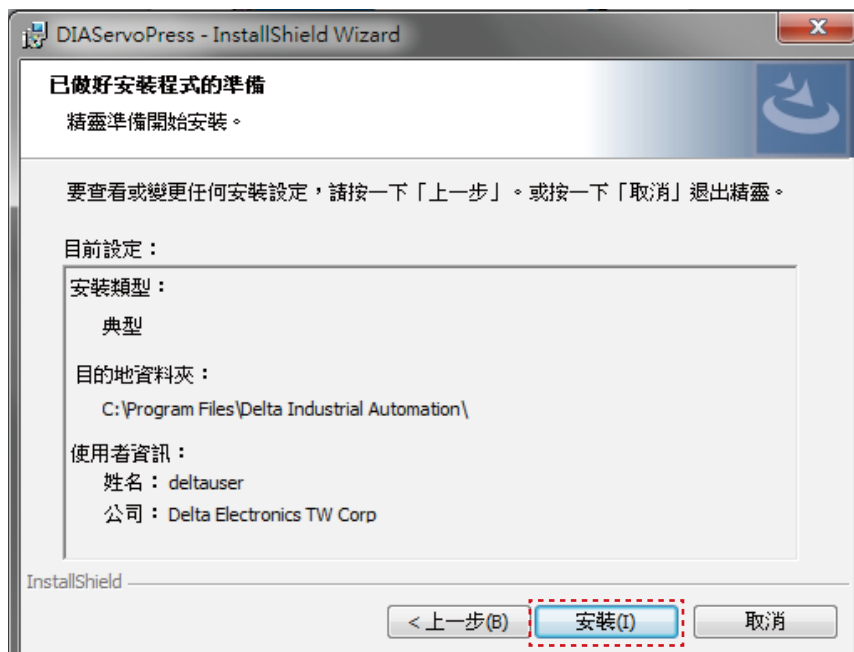 DIAServoPress - InstallShield Wizard
已做好安裝程式的準備
精靈準備開始安裝。
要查看或變更任何安裝設定，請按一下「上一步」。或按一下「取消」退出精靈。
目前設定：
安裝類型：
典型
目的地資料夾：
C:\Program Files\Delta Industrial Automation\
使用者資訊：
姓名：deltauser
公司：Delta Electronics TW Corp
InstallShield
< 上一步(B) 安裝(I) 取消